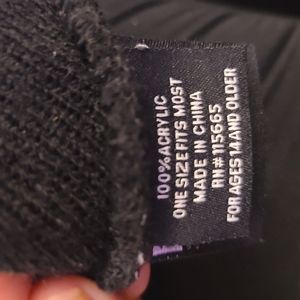 100% ACRYLIC
ONE SIZE FITS MOST
MADE IN CHINA
RN# 115665
FOR AGES 14 AND OLDER